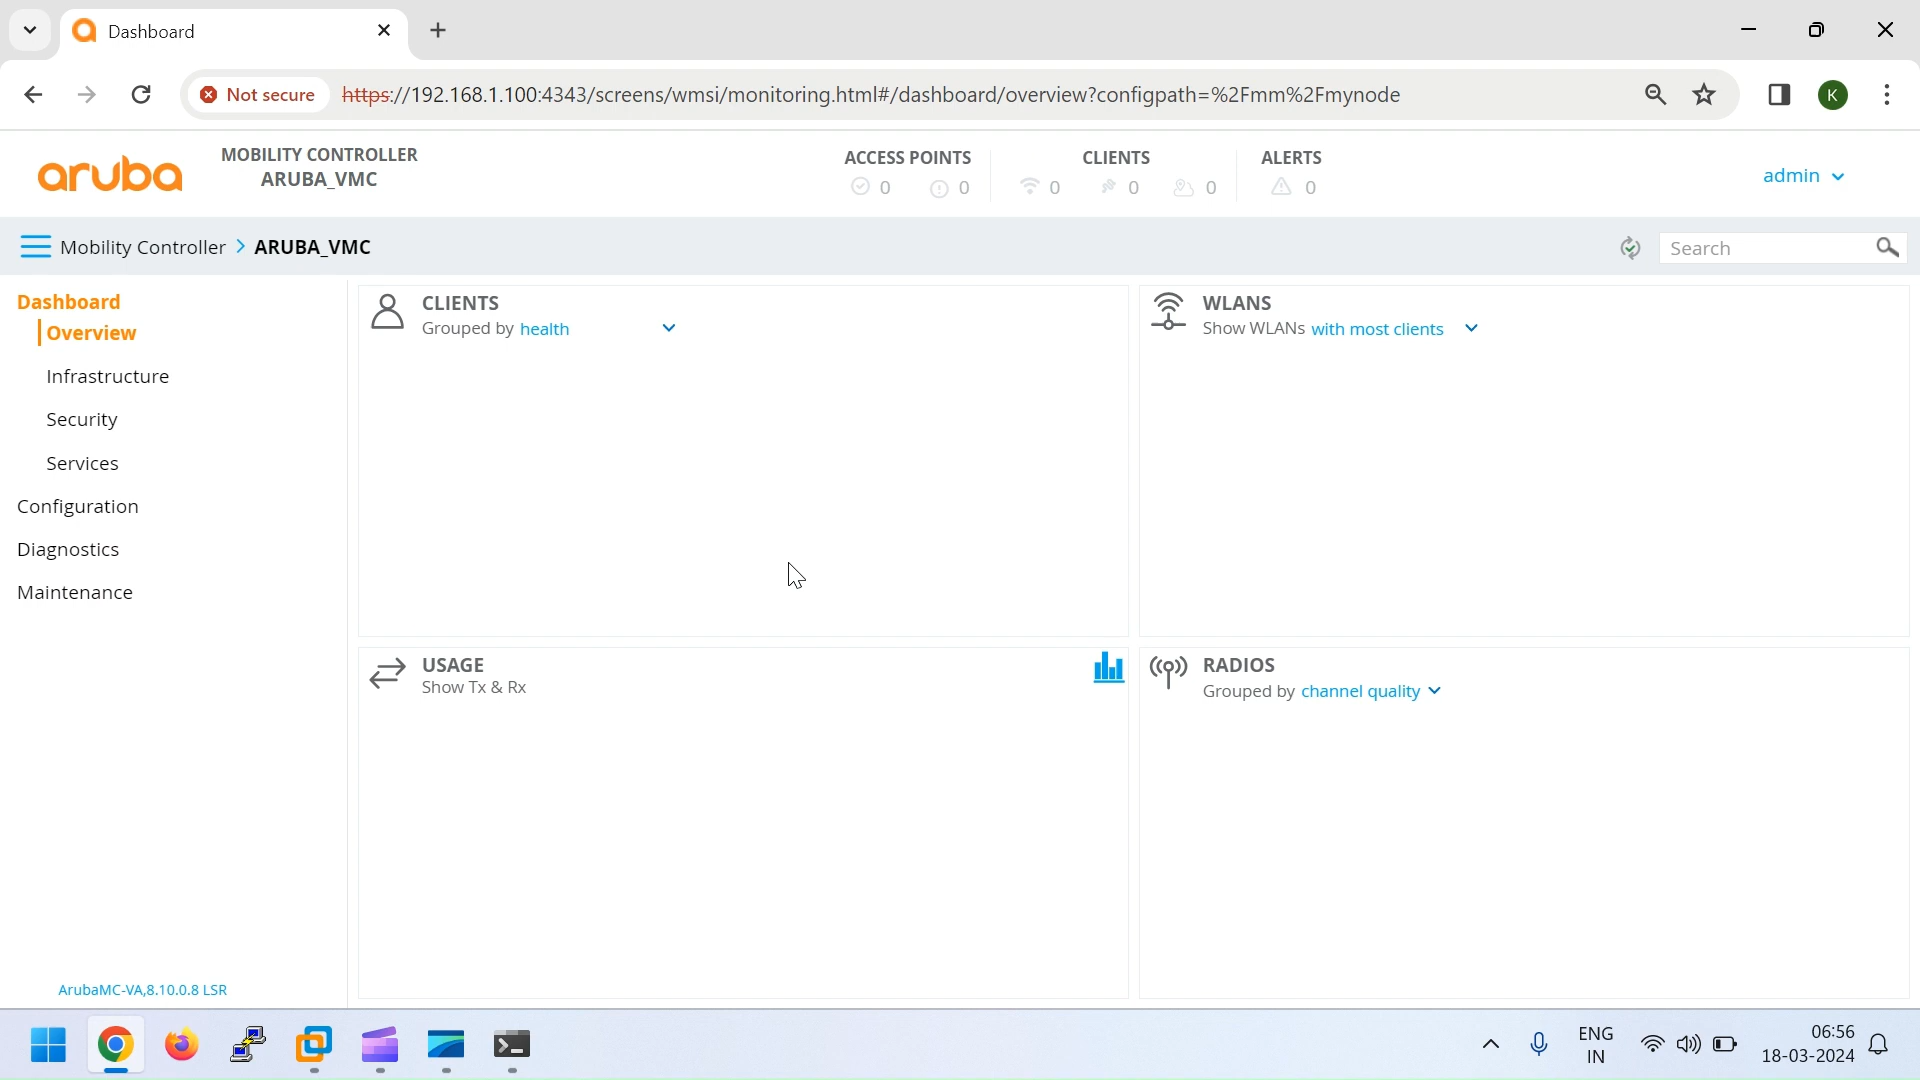 Dashboard
Not secure
https://192.168.1.100:4343/screens/wmsi/monitoring.html#/dashboard/overview?configpath=%2Fmm%2Fmynode
K
aruba
MOBILITY CONTROLLER
ARUBA_VMC
ACCESS POINTS
0 0
CLIENTS
0 0 0
ALERTS
0
admin
Mobility Controller > ARUBA_VMC
Search
Dashboard
Overview
Infrastructure
Security
Services
Configuration
Diagnostics
Maintenance
ArubaMC-VA,8.10.0.8 LSR
CLIENTS
Grouped by health
WLANS
Show WLANs with most clients
USAGE
Show Tx & Rx
RADIOS
Grouped by channel quality
ENG
IN
06:56
18-03-2024